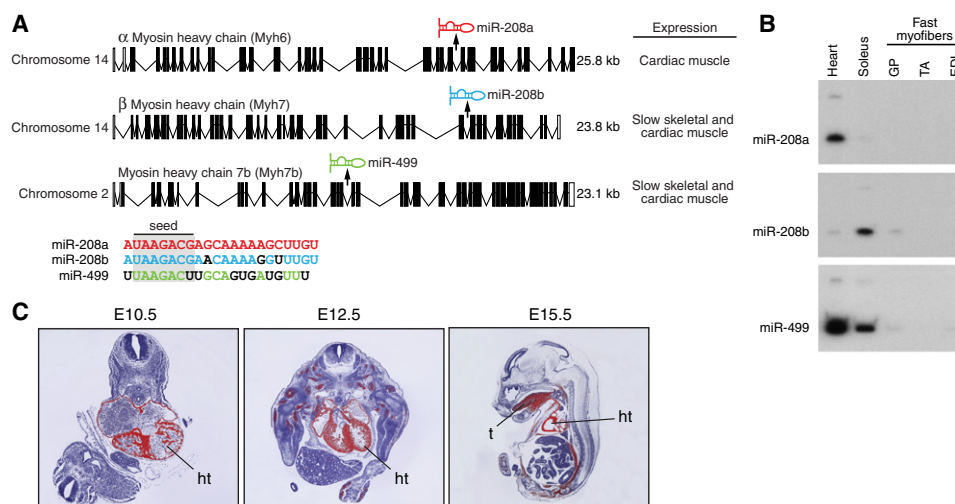 A
α Myosin heavy chain (Myh6)
miR-208a
Expression
Chromosome 14
25.8 kb
Cardiac muscle
β Myosin heavy chain (Myh7)
miR-208b
Chromosome 14
23.8 kb
Slow skeletal and
cardiac muscle
Myosin heavy chain 7b (Myh7b)
miR-499
Chromosome 2
23.1 kb
Slow skeletal and
cardiac muscle
seed
miR-208a AUAAGACGAGCAAAAAGCUUGU
miR-208b AUAAGACGAACAAAAGGUUUGU
miR-499 UUAAGACUUGCAGUGAUGUUU
B
Fast
myofibers
Heart
Soleus
GP
TA
EDL
miR-208a
miR-208b
miR-499
C
E10.5
E12.5
E15.5
ht
ht
t
ht